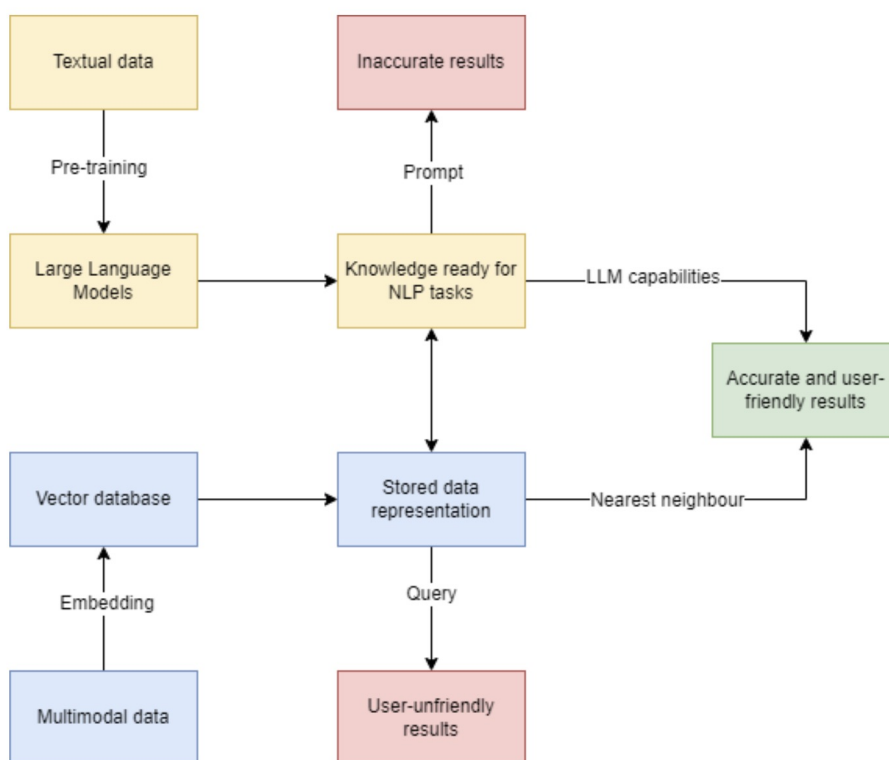 Textual data
Inaccurate results
Pre-training
Prompt
Large Language
Models
Knowledge ready for
NLP tasks
LLM capabilities
Accurate and user-
friendly results
Vector database
Stored data
representation
Nearest neighbour
Embedding
Query
Multimodal data
User-unfriendly
results